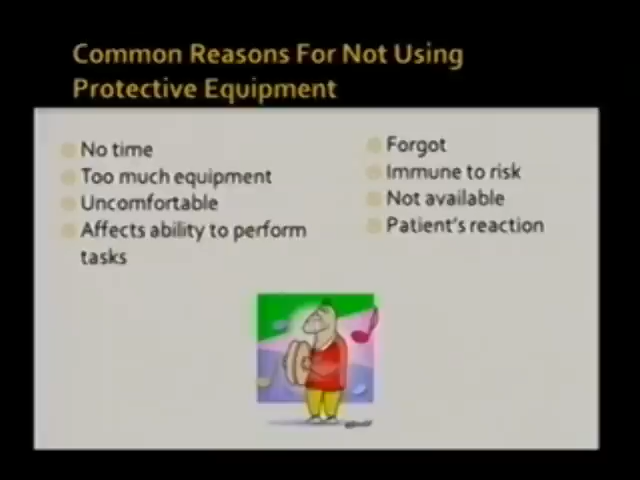 Common Reasons For Not Using
Protective Equipment
No time
Too much equipment
Uncomfortable
Affects ability to perform
tasks
Forgot
Immune to risk
Not available
Patient's reaction